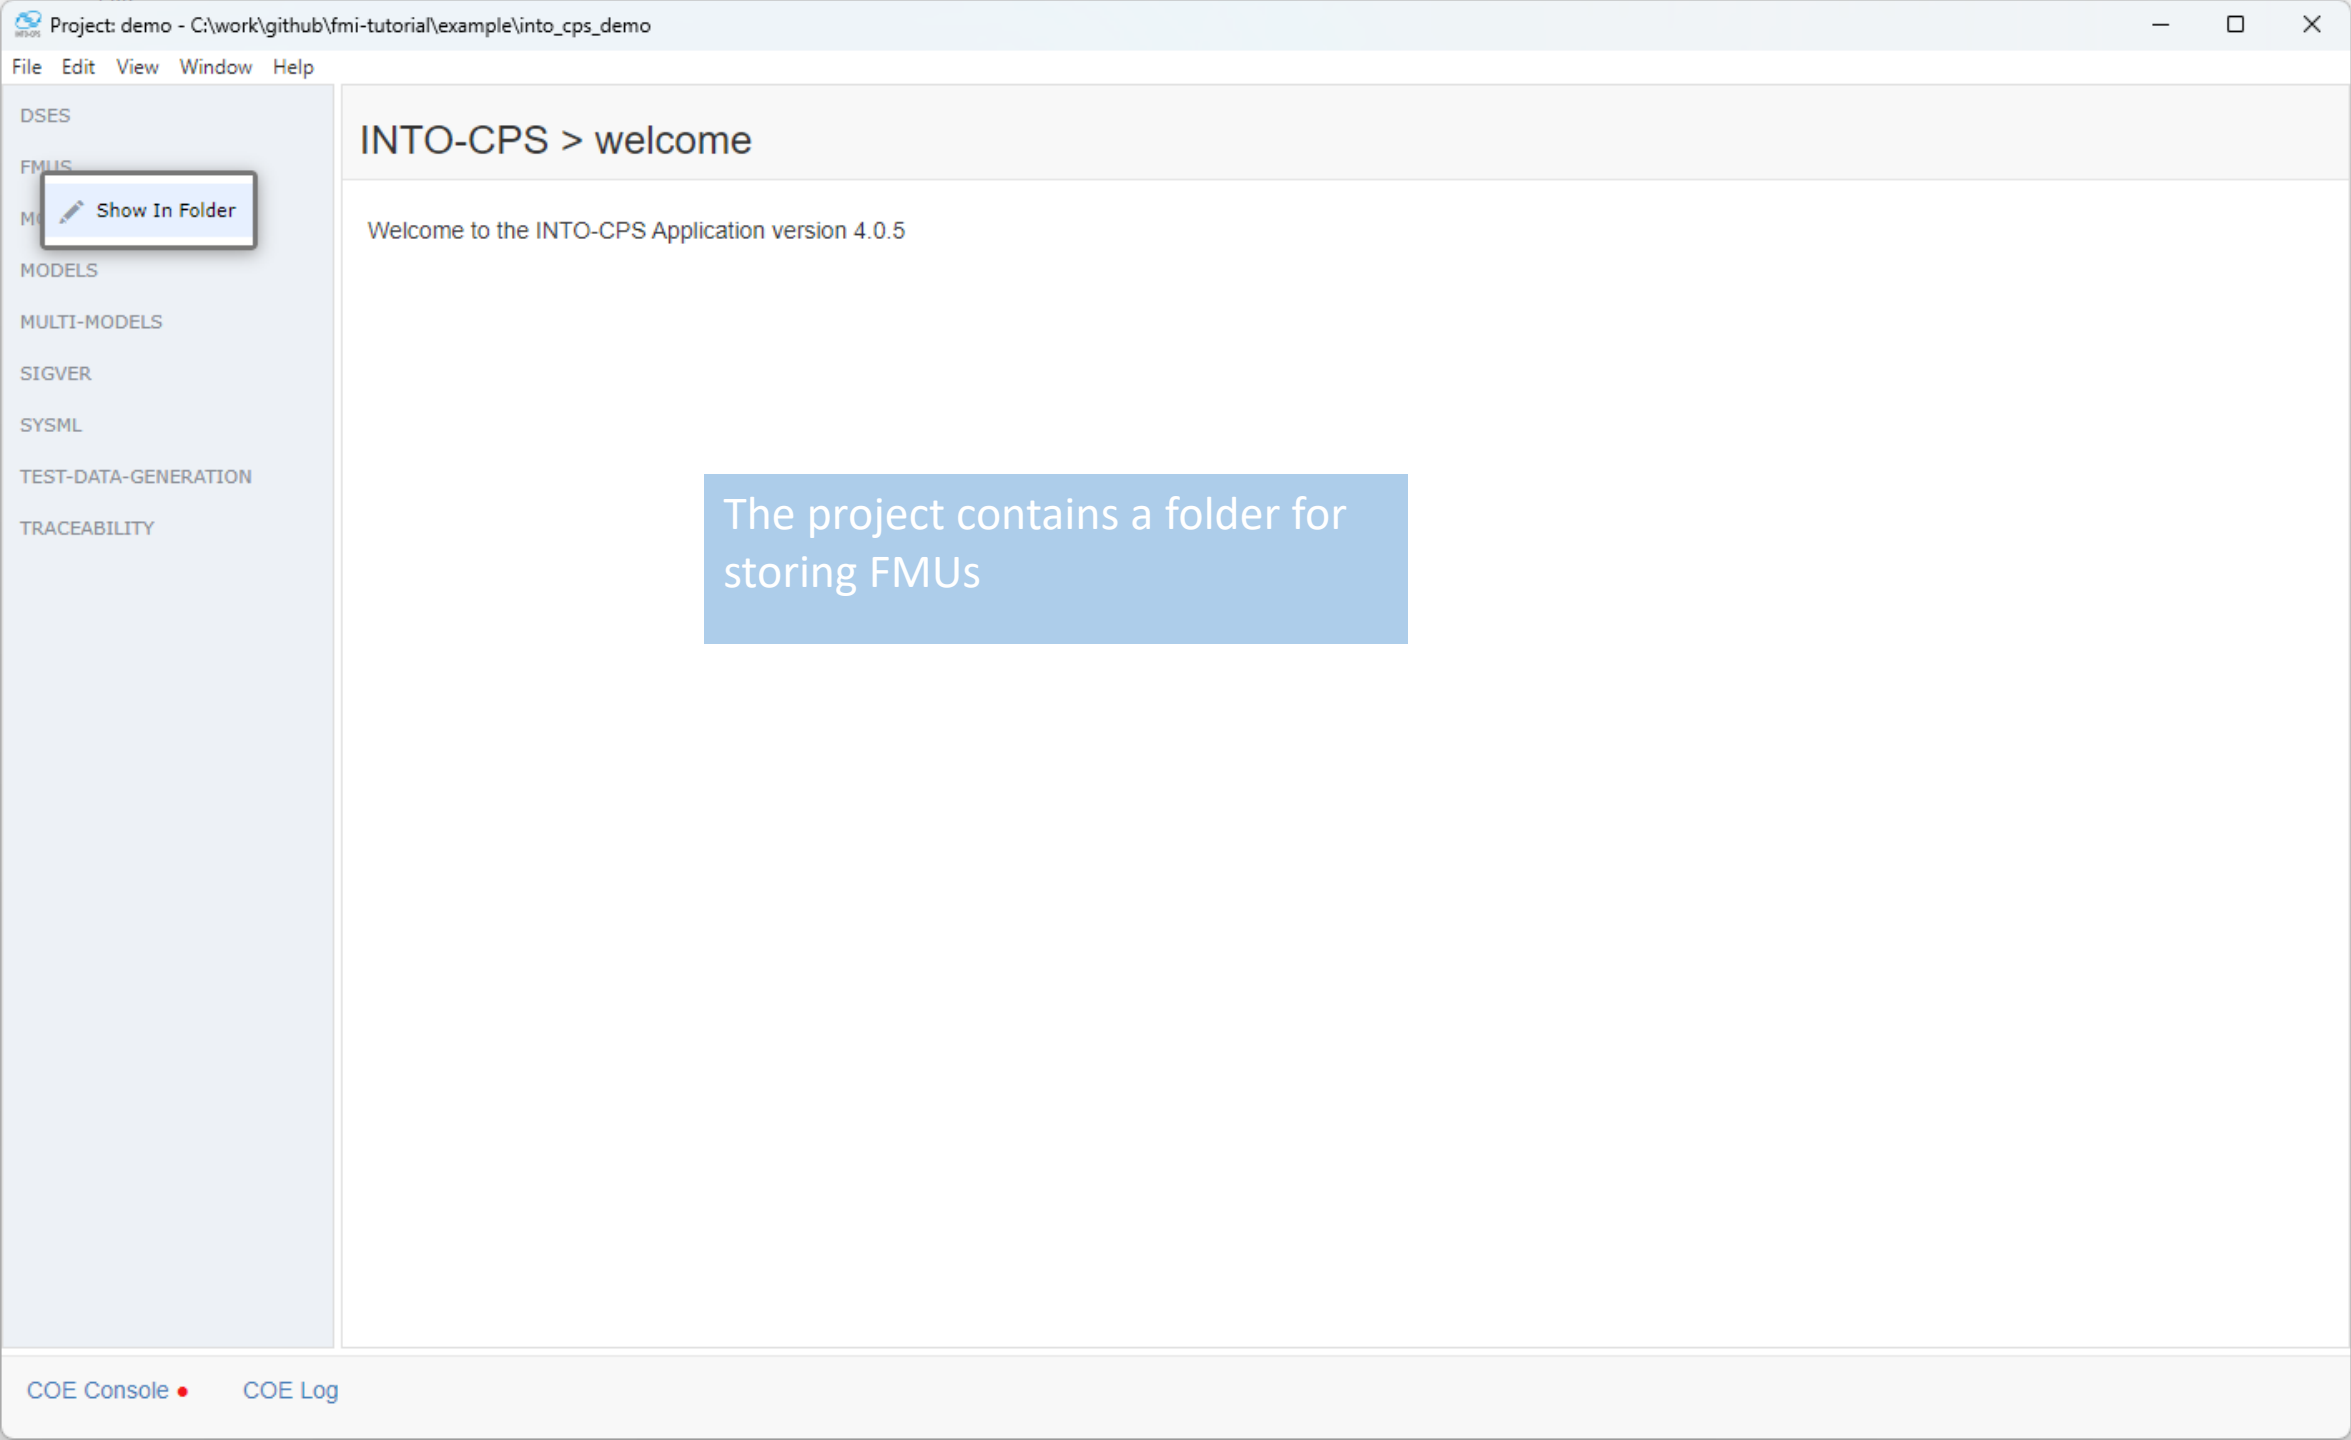 Project: demo - C:\work\github\fmi-tutorial\example\into_cps_demo
File Edit View Window Help
DSES
FMUS
Show In Folder
MODELS
MULTI-MODELS
SIGVER
SYSML
TEST-DATA-GENERATION
TRACEABILITY
INTO-CPS > welcome
Welcome to the INTO-CPS Application version 4.0.5
The project contains a folder for
storing FMUs
COE Console COE Log